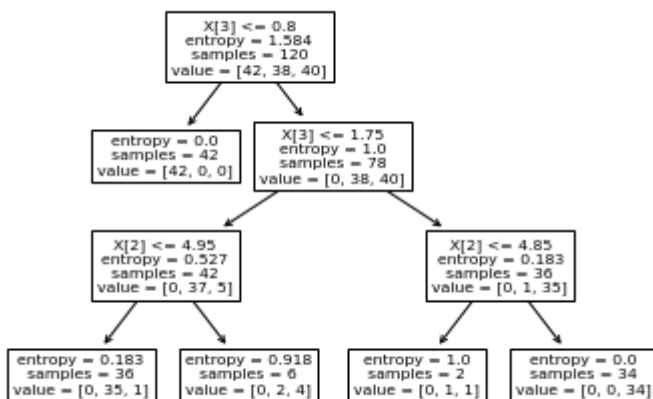 X[3] <= 0.8
entropy = 1.584
samples = 120
value = [42, 38, 40]
entropy = 0.0
samples = 42
value = [42, 0, 0]
X[3] <= 1.75
entropy = 1.0
samples = 78
value = [0, 38, 40]
X[2] <= 4.95
entropy = 0.527
samples = 42
value = [0, 37, 5]
X[2] <= 4.85
entropy = 0.183
samples = 36
value = [0, 1, 35]
entropy = 0.183
samples = 36
value = [0, 35, 1]
entropy = 0.918
samples = 6
value = [0, 2, 4]
entropy = 1.0
samples = 2
value = [0, 1, 1]
entropy = 0.0
samples = 34
value = [0, 0, 34]